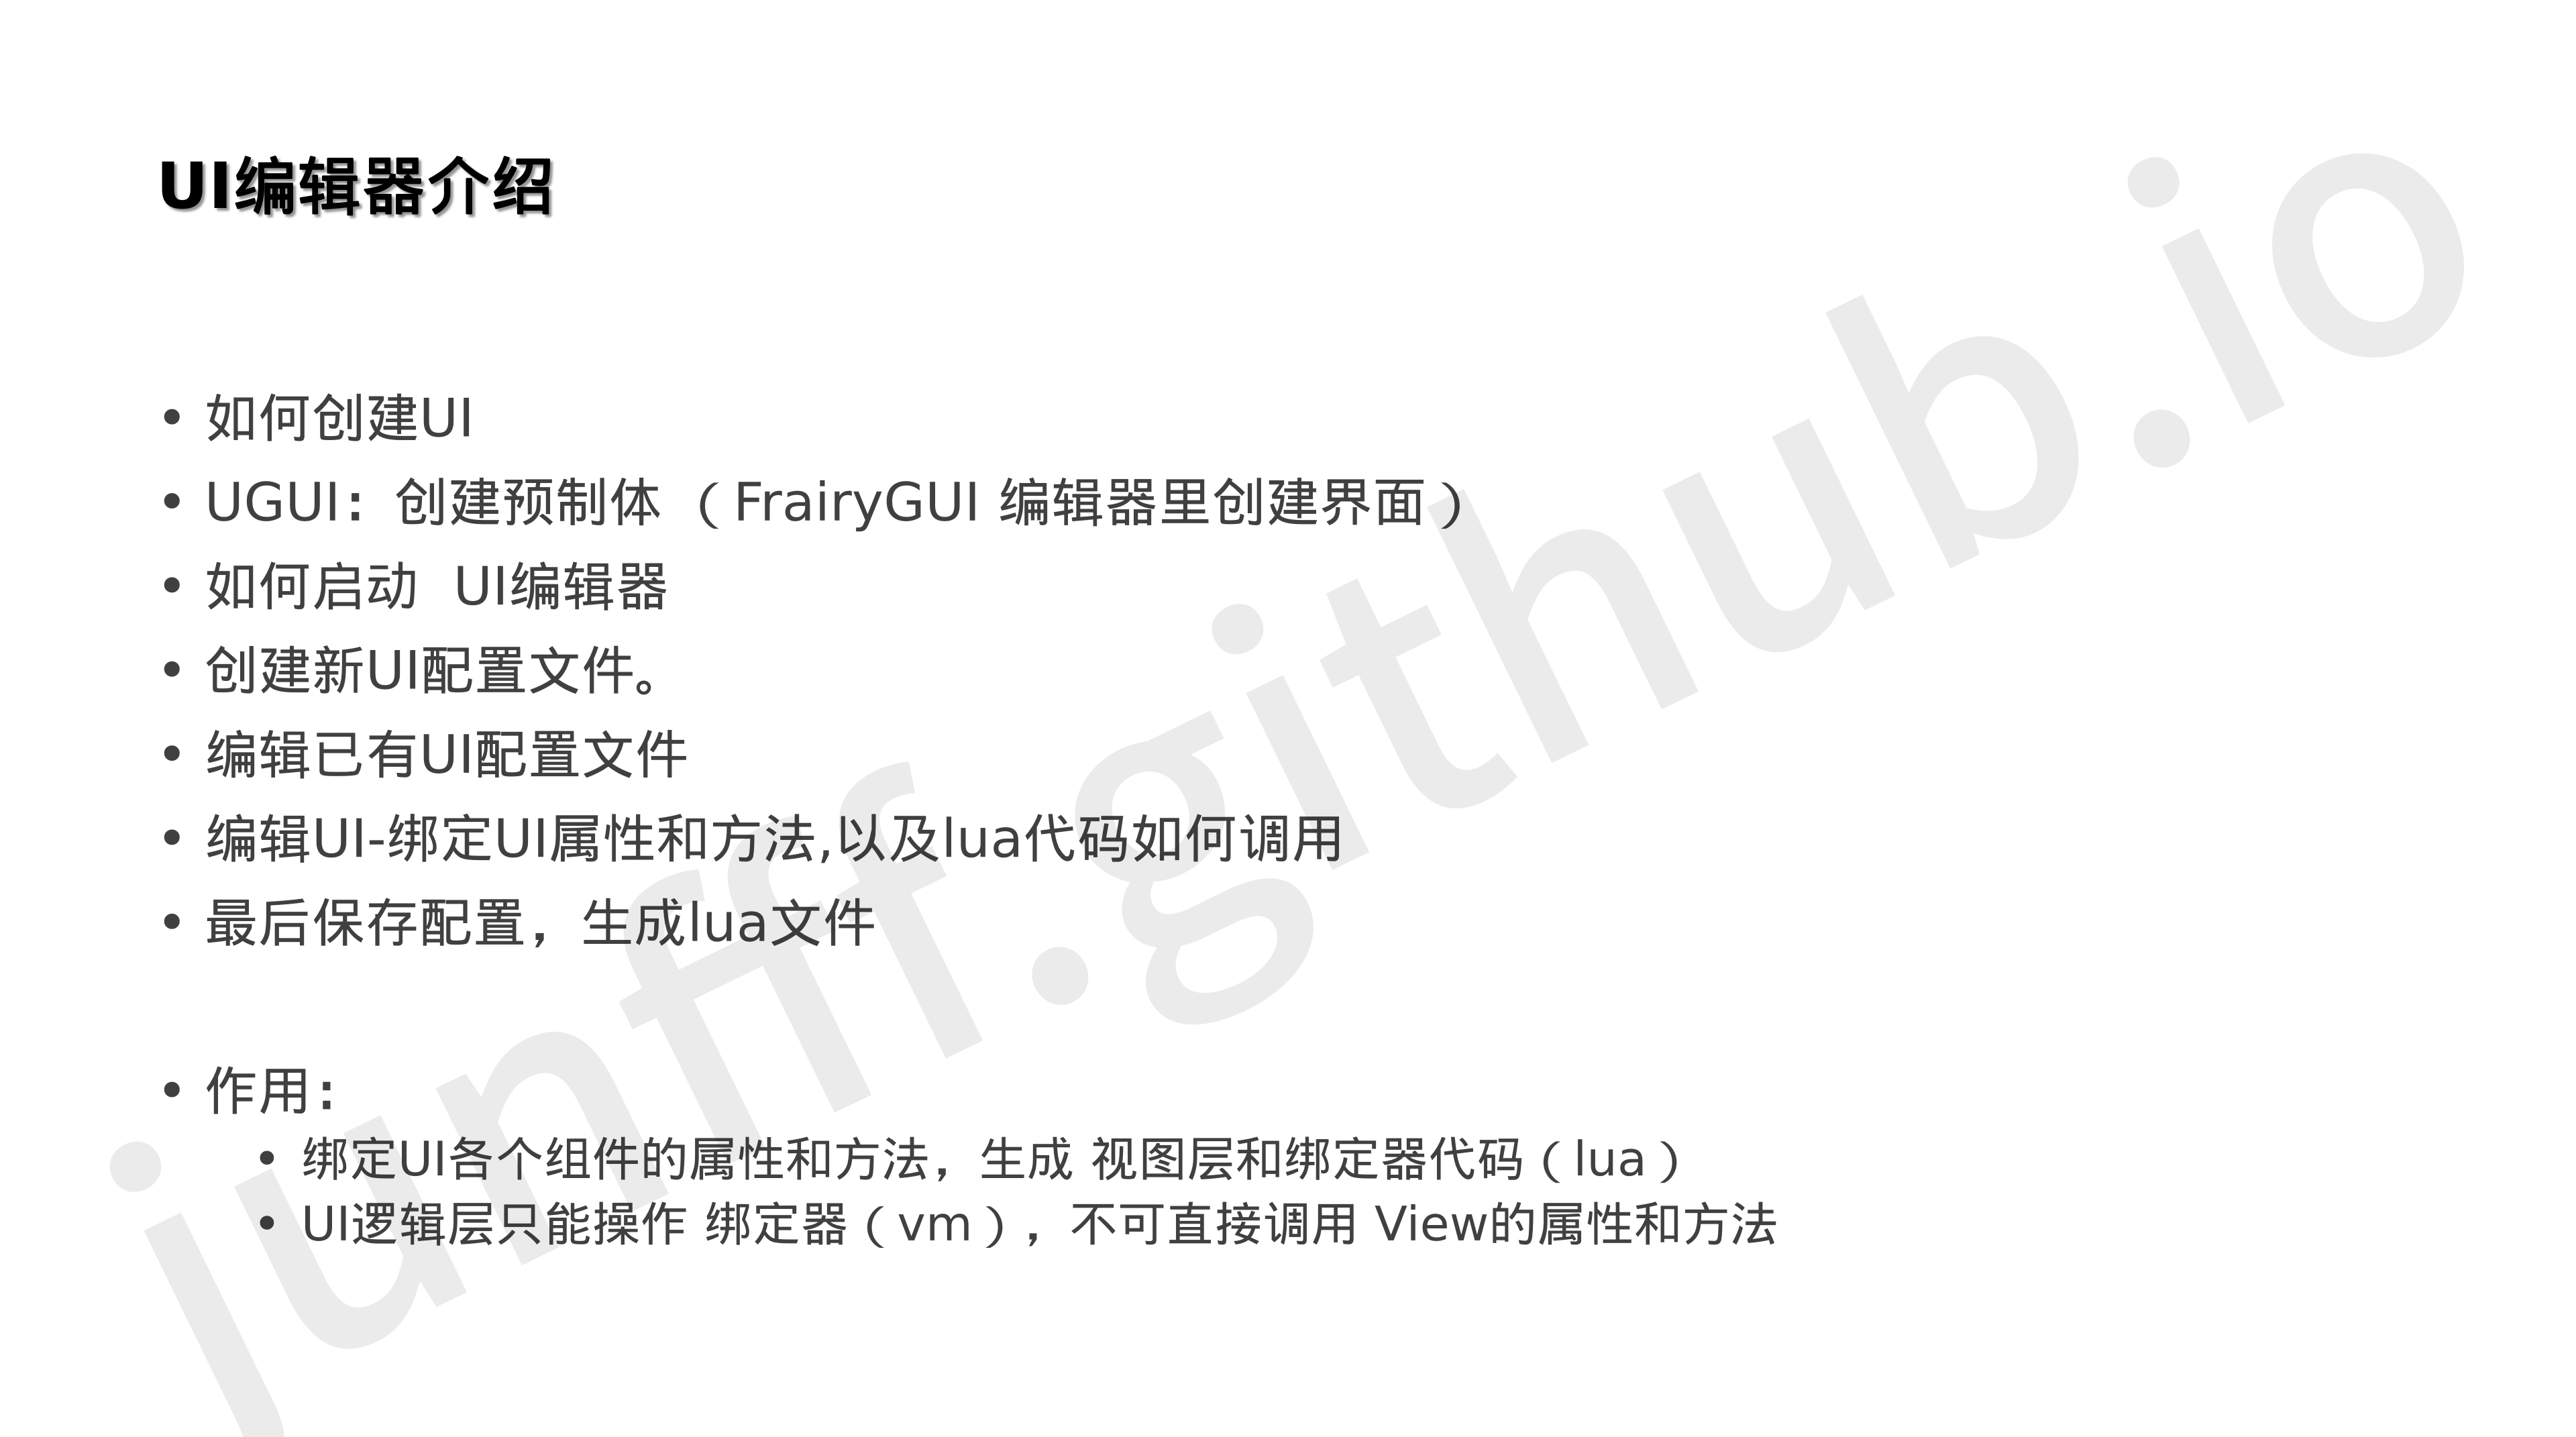 UI编辑器介绍
• 如何创建UI
• UGUI：创建预制体 （FrairyGUI 编辑器里创建界面）
• 如何启动 UI编辑器
• 创建新UI配置文件。
• 编辑已有UI配置文件
• 编辑UI-绑定UI属性和方法,以及lua代码如何调用
• 最后保存配置，生成lua文件
• 作用：
• 绑定UI各个组件的属性和方法，生成 视图层和绑定器代码（lua）
• UI逻辑层只能操作 绑定器（vm），不可直接调用 View的属性和方法
junfff.github.io